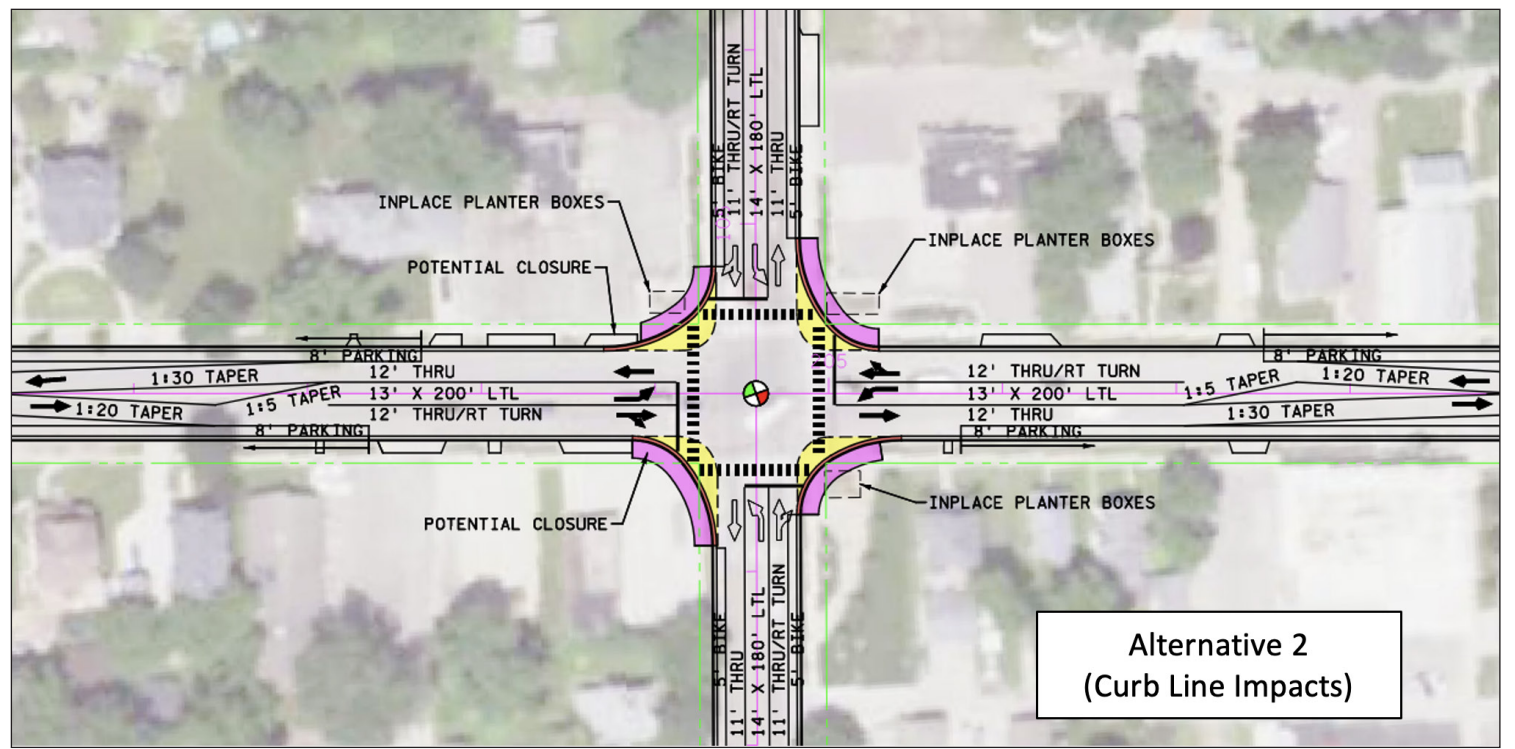 5' BIKE
11' THRU/RT TURN
14' X 180' LTL
11' THRU
5' BIKE
INPLACE PLANTER BOXES
INPLACE PLANTER BOXES
POTENTIAL CLOSURE
8' PARKING
8' PARKING
205
1:30 TAPER
12' THRU
12' THRU/RT TURN
1:20 TAPER
1:5 TAPER
13' X 200' LTL
13' X 200' LTL
1:5 TAPER
1:20 TAPER
12' THRU/RT TURN
12' THRU
1:30 TAPER
8' PARKING
8' PARKING
INPLACE PLANTER BOXES
POTENTIAL CLOSURE
5' BIKE
11' THRU
14' X 180' LTL
11' THRU/RT TURN
5' BIKE
Alternative 2
(Curb Line Impacts)